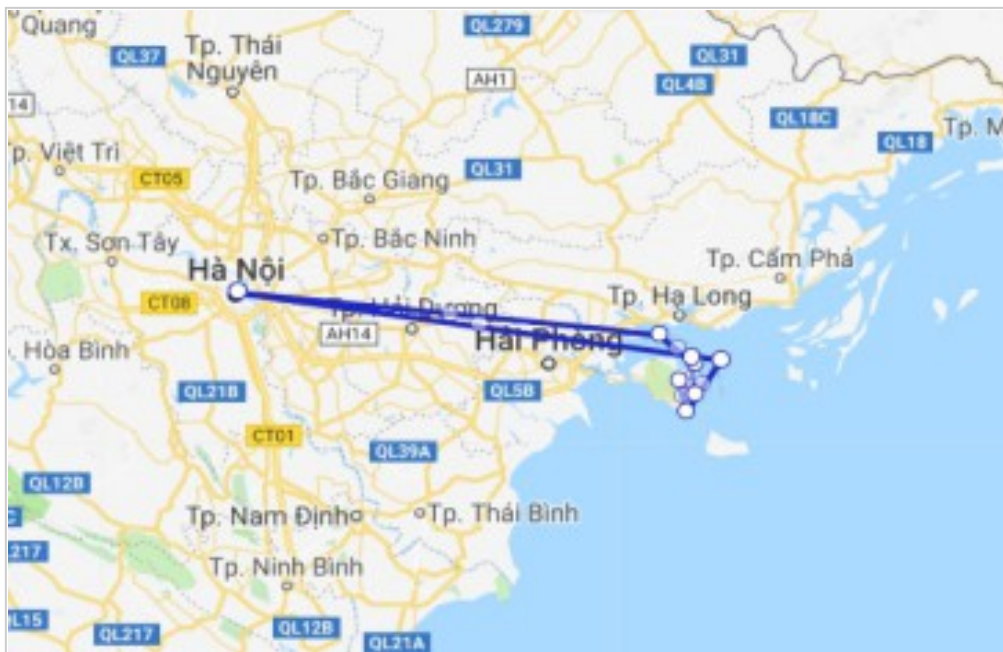 Quang
QL37
Tp. Thái
Nguyên
QL279
AH1
QL31
QL4B
QL18C
QL18
Tp. M
14
p. Việt Trì
CT05
QL31
Tp. Bắc Giang
Tx. Sơn Tây
Tp. Bắc Ninh
Hà Nội
Tp. Cẩm Phả
CT08
Tp. Hải Dương
Tp. Hạ Long
AH14
Hải Phòng
Hòa Bình
QL21B
QL5B
CT01
QL39A
QL12B
Tp. Nam Định
Tp. Thái Bình
217
Tp. Ninh Bình
QL15
QL217
QL12B
QL21A